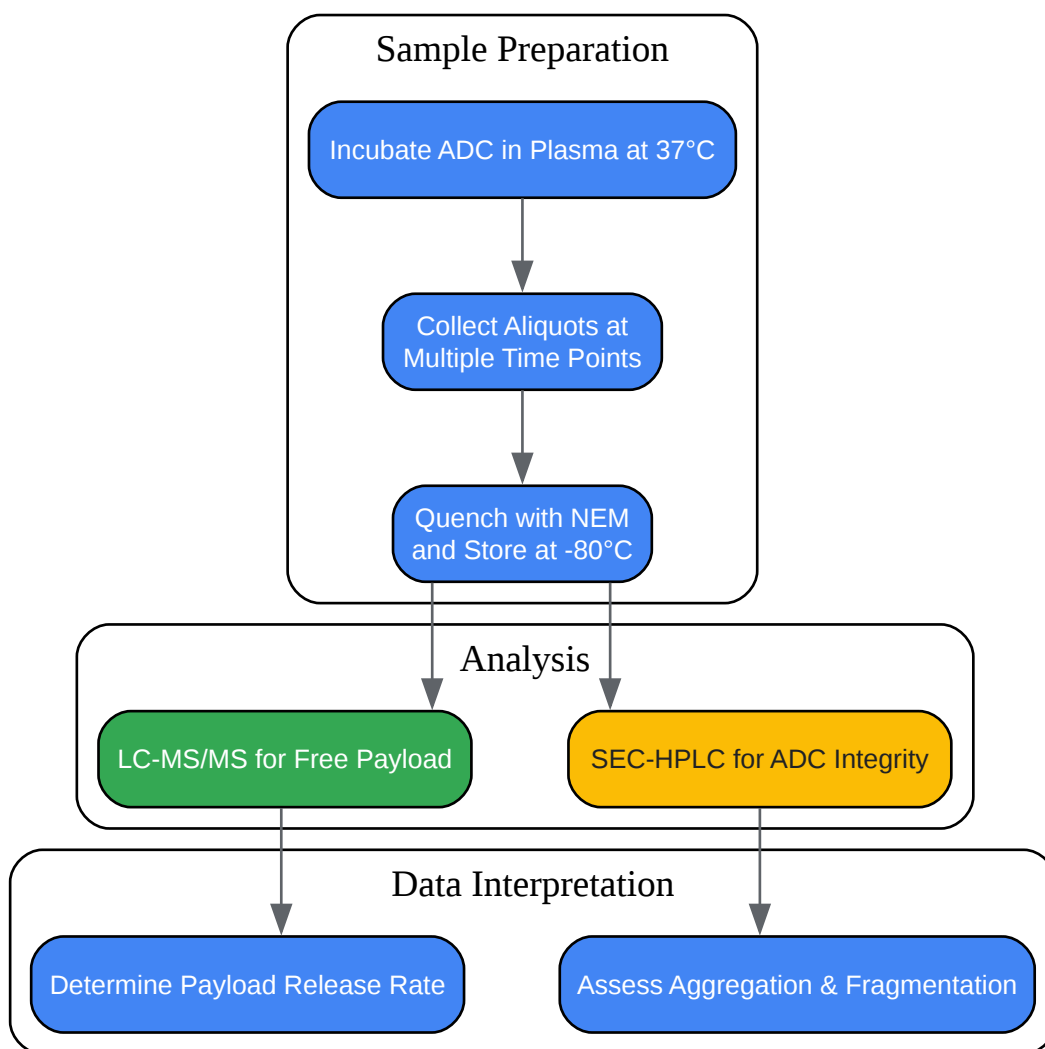 Sample Preparation
Incubate ADC in Plasma at 37°C
Collect Aliquots at
Multiple Time Points
Quench with NEM
and Store at -80°C
Analysis
LC-MS/MS for Free Payload
SEC-HPLC for ADC Integrity
Data Interpretation
Determine Payload Release Rate
Assess Aggregation & Fragmentation